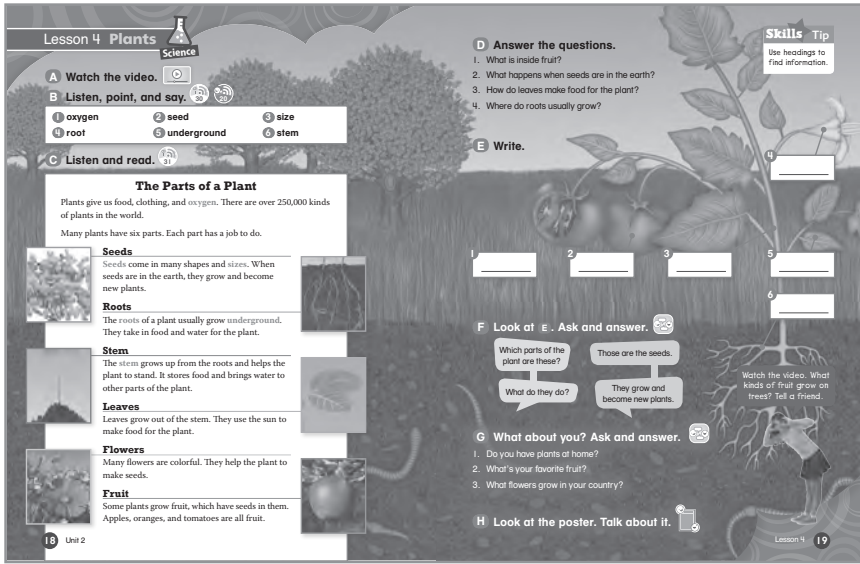 Lesson 4 Plants
Science
A Watch the video.
B Listen, point, and say. 30 20
1 oxygen 2 seed 3 size
4 root 5 underground 6 stem
C Listen and read. 31
The Parts of a Plant
Plants give us food, clothing, and oxygen. There are over 250,000 kinds
of plants in the world.
Many plants have six parts. Each part has a job to do.
Seeds
Seeds come in many shapes and sizes. When
seeds are in the earth, they grow and become
new plants.
Roots
The roots of a plant usually grow underground.
They take in food and water for the plant.
Stem
The stem grows up from the roots and helps the
plant to stand. It stores food and brings water to
other parts of the plant.
Leaves
Leaves grow out of the stem. They use the sun to
make food for the plant.
Flowers
Many flowers are colorful. They help the plant to
make seeds.
Fruit
Some plants grow fruit, which have seeds in them.
Apples, oranges, and tomatoes are all fruit.
18 Unit 2
Skills Tip
Use headings to
find information.
D Answer the questions.
1. What is inside fruit?
2. What happens when seeds are in the earth?
3. How do leaves make food for the plant?
4. Where do roots usually grow?
E Write.
4
1 2 3 5
6
F Look at E. Ask and answer.
Which parts of the
plant are these?
Those are the seeds.
What do they do?
They grow and
become new plants.
Watch the video. What
kinds of fruit grow on
trees? Tell a friend.
G What about you? Ask and answer.
1. Do you have plants at home?
2. What's your favorite fruit?
3. What flowers grow in your country?
H Look at the poster. Talk about it.
Lesson 4 19